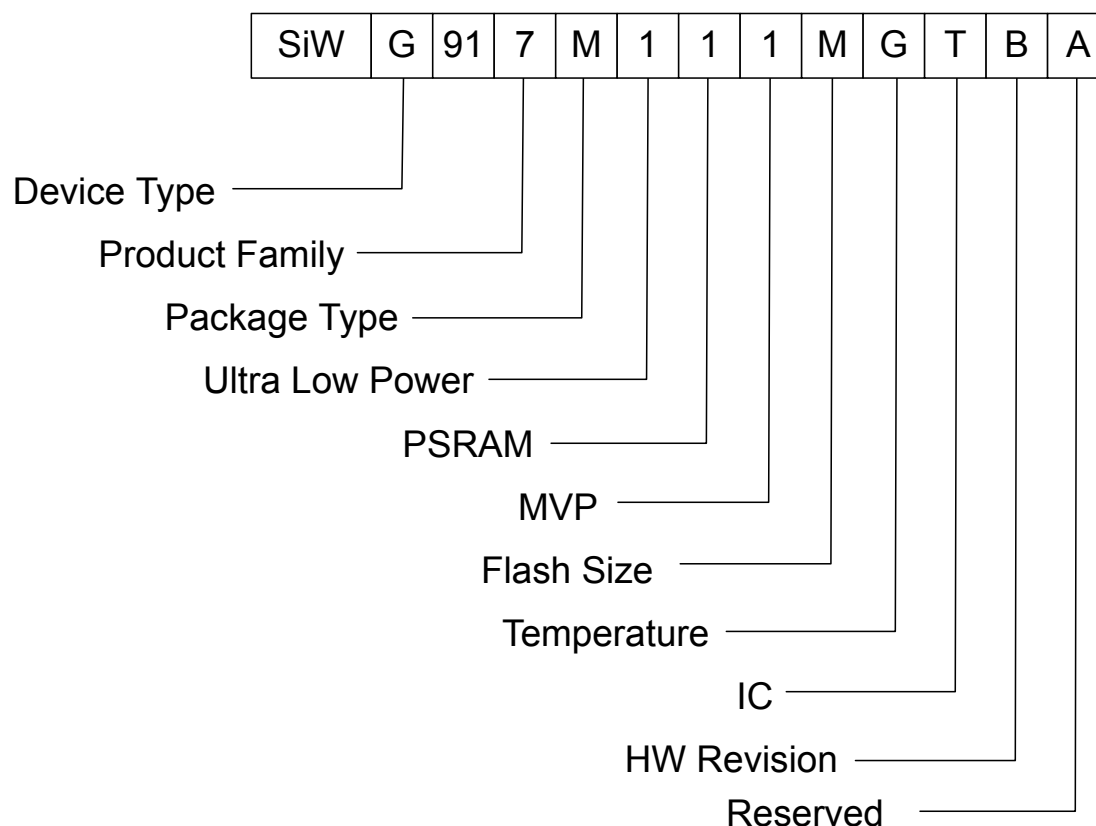 SiW G 91 7 M 1 1 1 M G T B A
Device Type
Product Family
Package Type
Ultra Low Power
PSRAM
MVP
Flash Size
Temperature
IC
HW Revision
Reserved